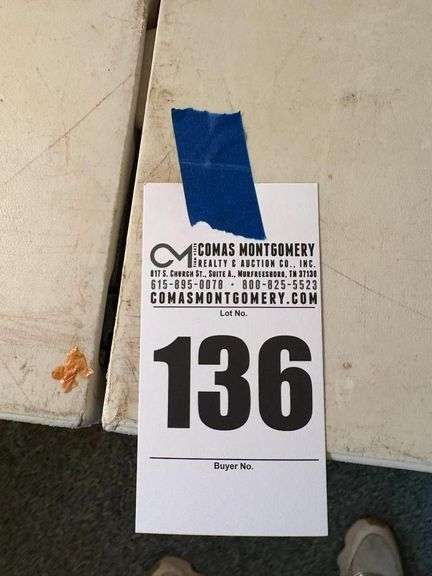 CM COMAS MONTGOMERY
REALTY & AUCTION CO., INC.
817 S. CHURCH ST., SUITE A., MURFREESBORO, TN 37130
615-895-0078 • 800-825-5523
COMASMONTGOMERY.COM
Lot No.
136
Buyer No.